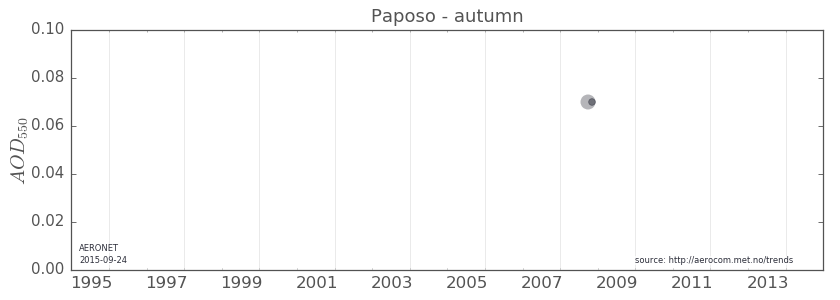 Paposo - autumn
0.10
0.08
0.06
0.04
0.02
0.00
AOD550
AERONET
2015-09-24
source: http://aerocom.met.no/trends
1995 1997 1999 2001 2003 2005 2007 2009 2011 2013